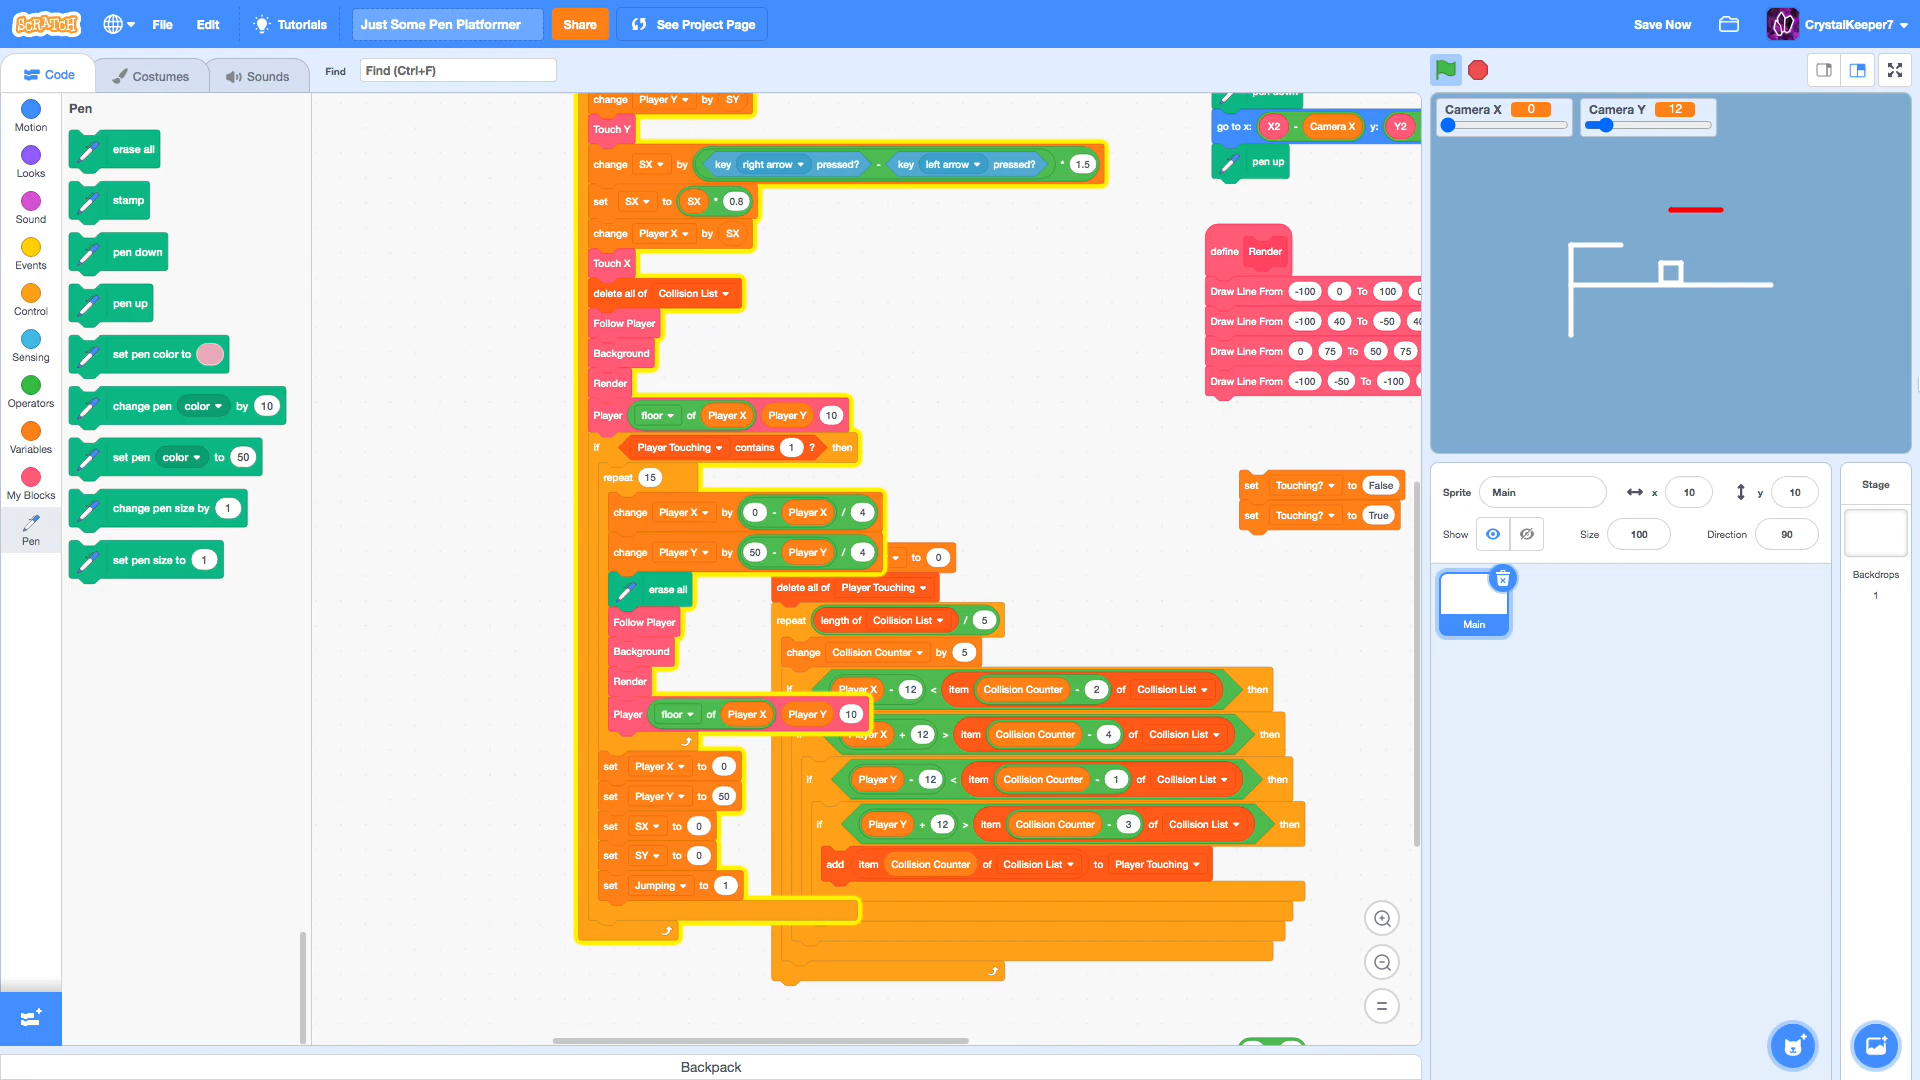 SCRATCH
File
Edit
Tutorials
Just Some Pen Platformer
Share
See Project Page
Save Now
CrystalKeeper7
Code
Costumes
Sounds
Find
Find (Ctrl+F)
Motion
Looks
Sound
Events
Control
Sensing
Operators
Variables
My Blocks
Pen
Pen
erase all
stamp
pen down
pen up
set pen color to
change pen color by 10
set pen color to 50
change pen size by 1
set pen size to 1
change Player Y by SY
Touch Y
change SX by key right arrow pressed? - key left arrow pressed? * 1.5
set SX to SX * 0.8
change Player X by SX
Touch X
delete all of Collision List
Follow Player
Background
Render
Player floor of Player X Player Y 10
if Player Touching contains 1 ? then
repeat 15
change Player X by 0 - Player X / 4
change Player Y by 50 - Player Y / 4
erase all
Follow Player
Background
Render
Player floor of Player X Player Y 10
set Player X to 0
set Player Y to 50
set SX to 0
set SY to 0
set Jumping to 1
to 0
delete all of Player Touching
repeat length of Collision List / 5
change Collision Counter by 5
if Player X - 12 < item Collision Counter - 2 of Collision List then
Player X + 12 > item Collision Counter - 4 of Collision List then
if Player Y - 12 < item Collision Counter - 1 of Collision List then
if Player Y + 12 > item Collision Counter - 3 of Collision List then
add item Collision Counter of Collision List to Player Touching
pen down
go to x: X2 - Camera X y: Y2
pen up
define Render
Draw Line From -100 0 To 100 0
Draw Line From -100 40 To -50 40
Draw Line From 0 75 To 50 75
Draw Line From -100 -50 To -100
set Touching? to False
set Touching? to True
Camera X 0
Camera Y 12
Sprite Main x 10 y 10
Show Size 100 Direction 90
Main
Stage
Backdrops
1
Backpack